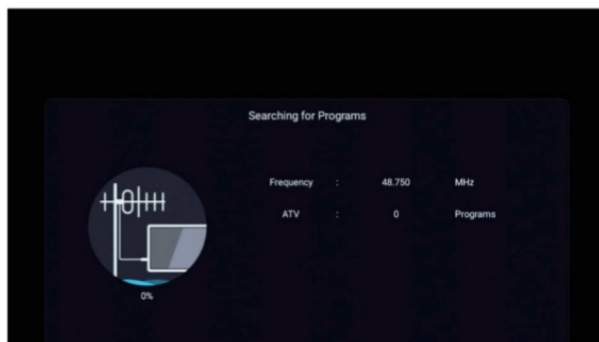 Searching for Programs
Frequency : 48.750 MHz
ATV : 0 Programs
0%